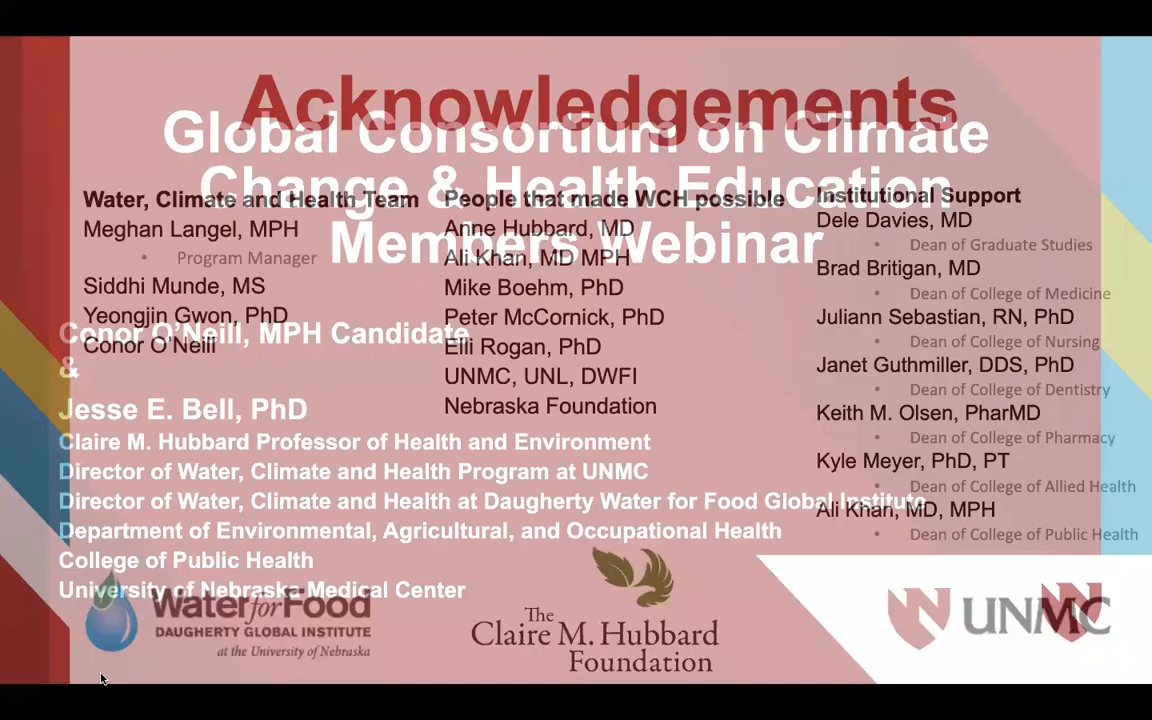 Acknowledgements
Global Consortium on Climate
Change & Health Education
Members Webinar
Water, Climate and Health Team
Meghan Langel, MPH
• Program Manager
Siddhi Munde, MS
Yeongjin Gwon, PhD
Conor O'Neill
People that made WCH possible
Anne Hubbard, MD
Ali Khan, MD MPH
Mike Boehm, PhD
Peter McCornick, PhD
Elli Rogan, PhD
UNMC, UNL, DWFI
Nebraska Foundation
Institutional Support
Dele Davies, MD
• Dean of Graduate Studies
Brad Britigan, MD
• Dean of College of Medicine
Juliann Sebastian, RN, PhD
• Dean of College of Nursing
Janet Guthmiller, DDS, PhD
• Dean of College of Dentistry
Keith M. Olsen, PharMD
• Dean of College of Pharmacy
Kyle Meyer, PhD, PT
• Dean of College of Allied Health
Ali Khan, MD, MPH
• Dean of College of Public Health
Conor O'Neill, MPH Candidate
&
Jesse E. Bell, PhD
Claire M. Hubbard Professor of Health and Environment
Director of Water, Climate and Health Program at UNMC
Director of Water, Climate and Health at Daugherty Water for Food Global Institute
Department of Environmental, Agricultural, and Occupational Health
College of Public Health
University of Nebraska Medical Center
Water for Food
DAUGHERTY GLOBAL INSTITUTE
at the University of Nebraska
The
Claire M. Hubbard
Foundation
UNMC